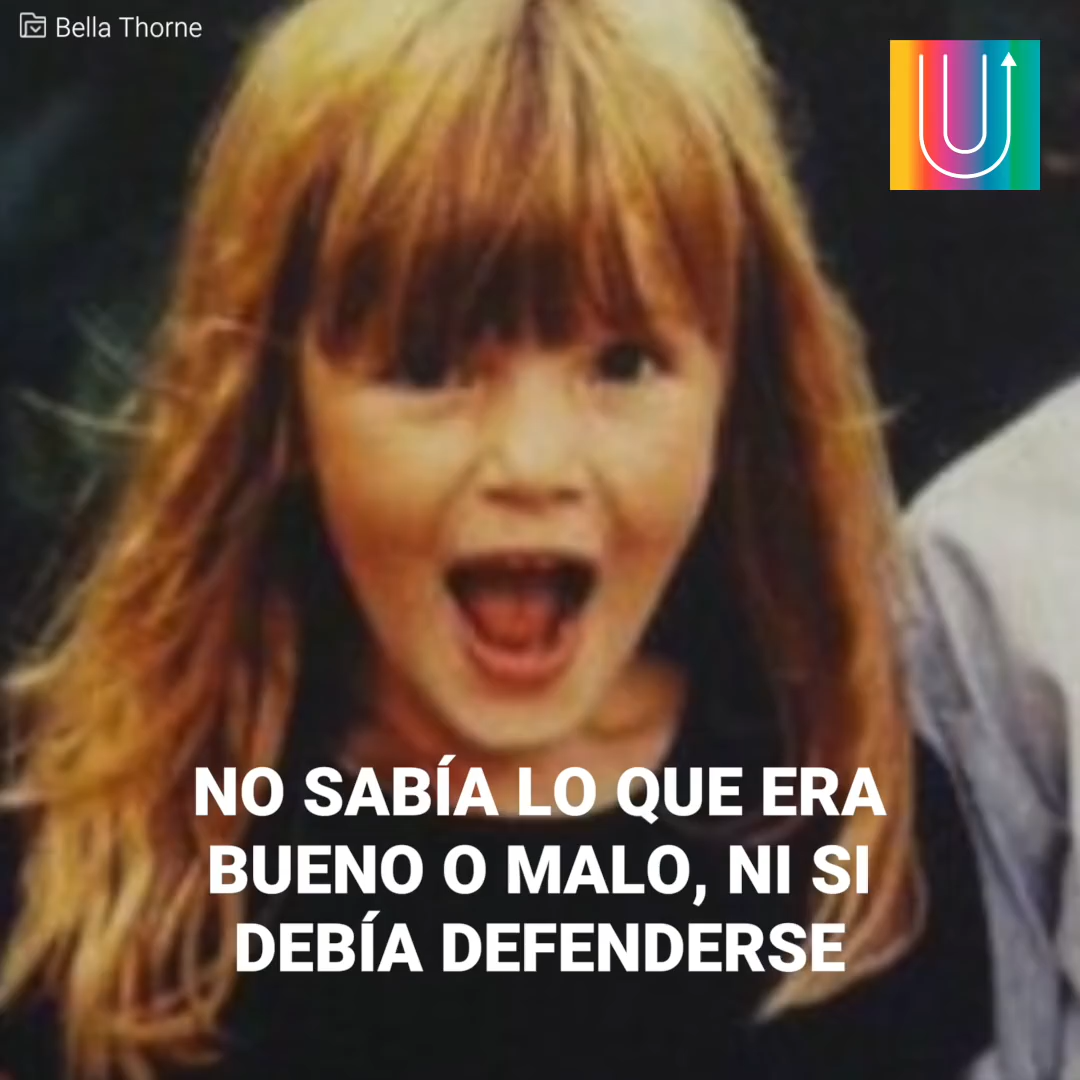 Bella Thorne
U
NO SABÍA LO QUE ERA
BUENO O MALO, NI SI
DEBÍA DEFENDERSE